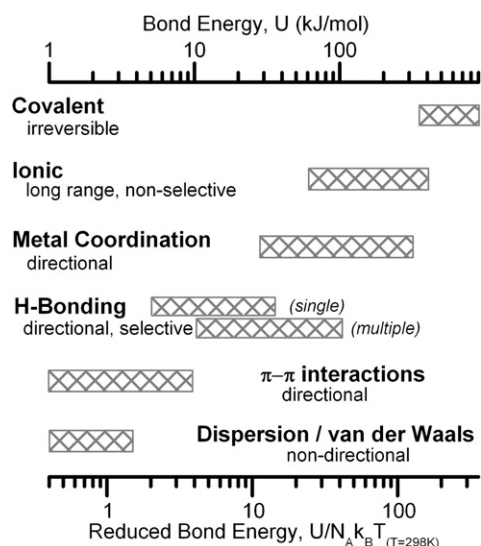 Bond Energy, U (kJ/mol)
1 10 100
Covalent
irreversible
Ionic
long range, non-selective
Metal Coordination
directional
H-Bonding (single)
directional, selective (multiple)
π–π interactions
directional
Dispersion / van der Waals
non-directional
1 10 100
Reduced Bond Energy, U/NAkBT(T=298K)